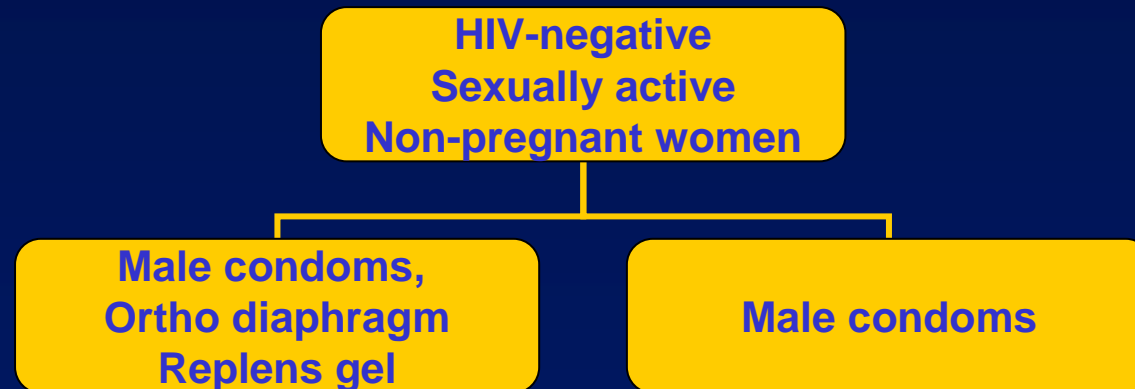 HIV-negative
Sexually active
Non-pregnant women
Male condoms,
Ortho diaphragm
Replens gel
Male condoms